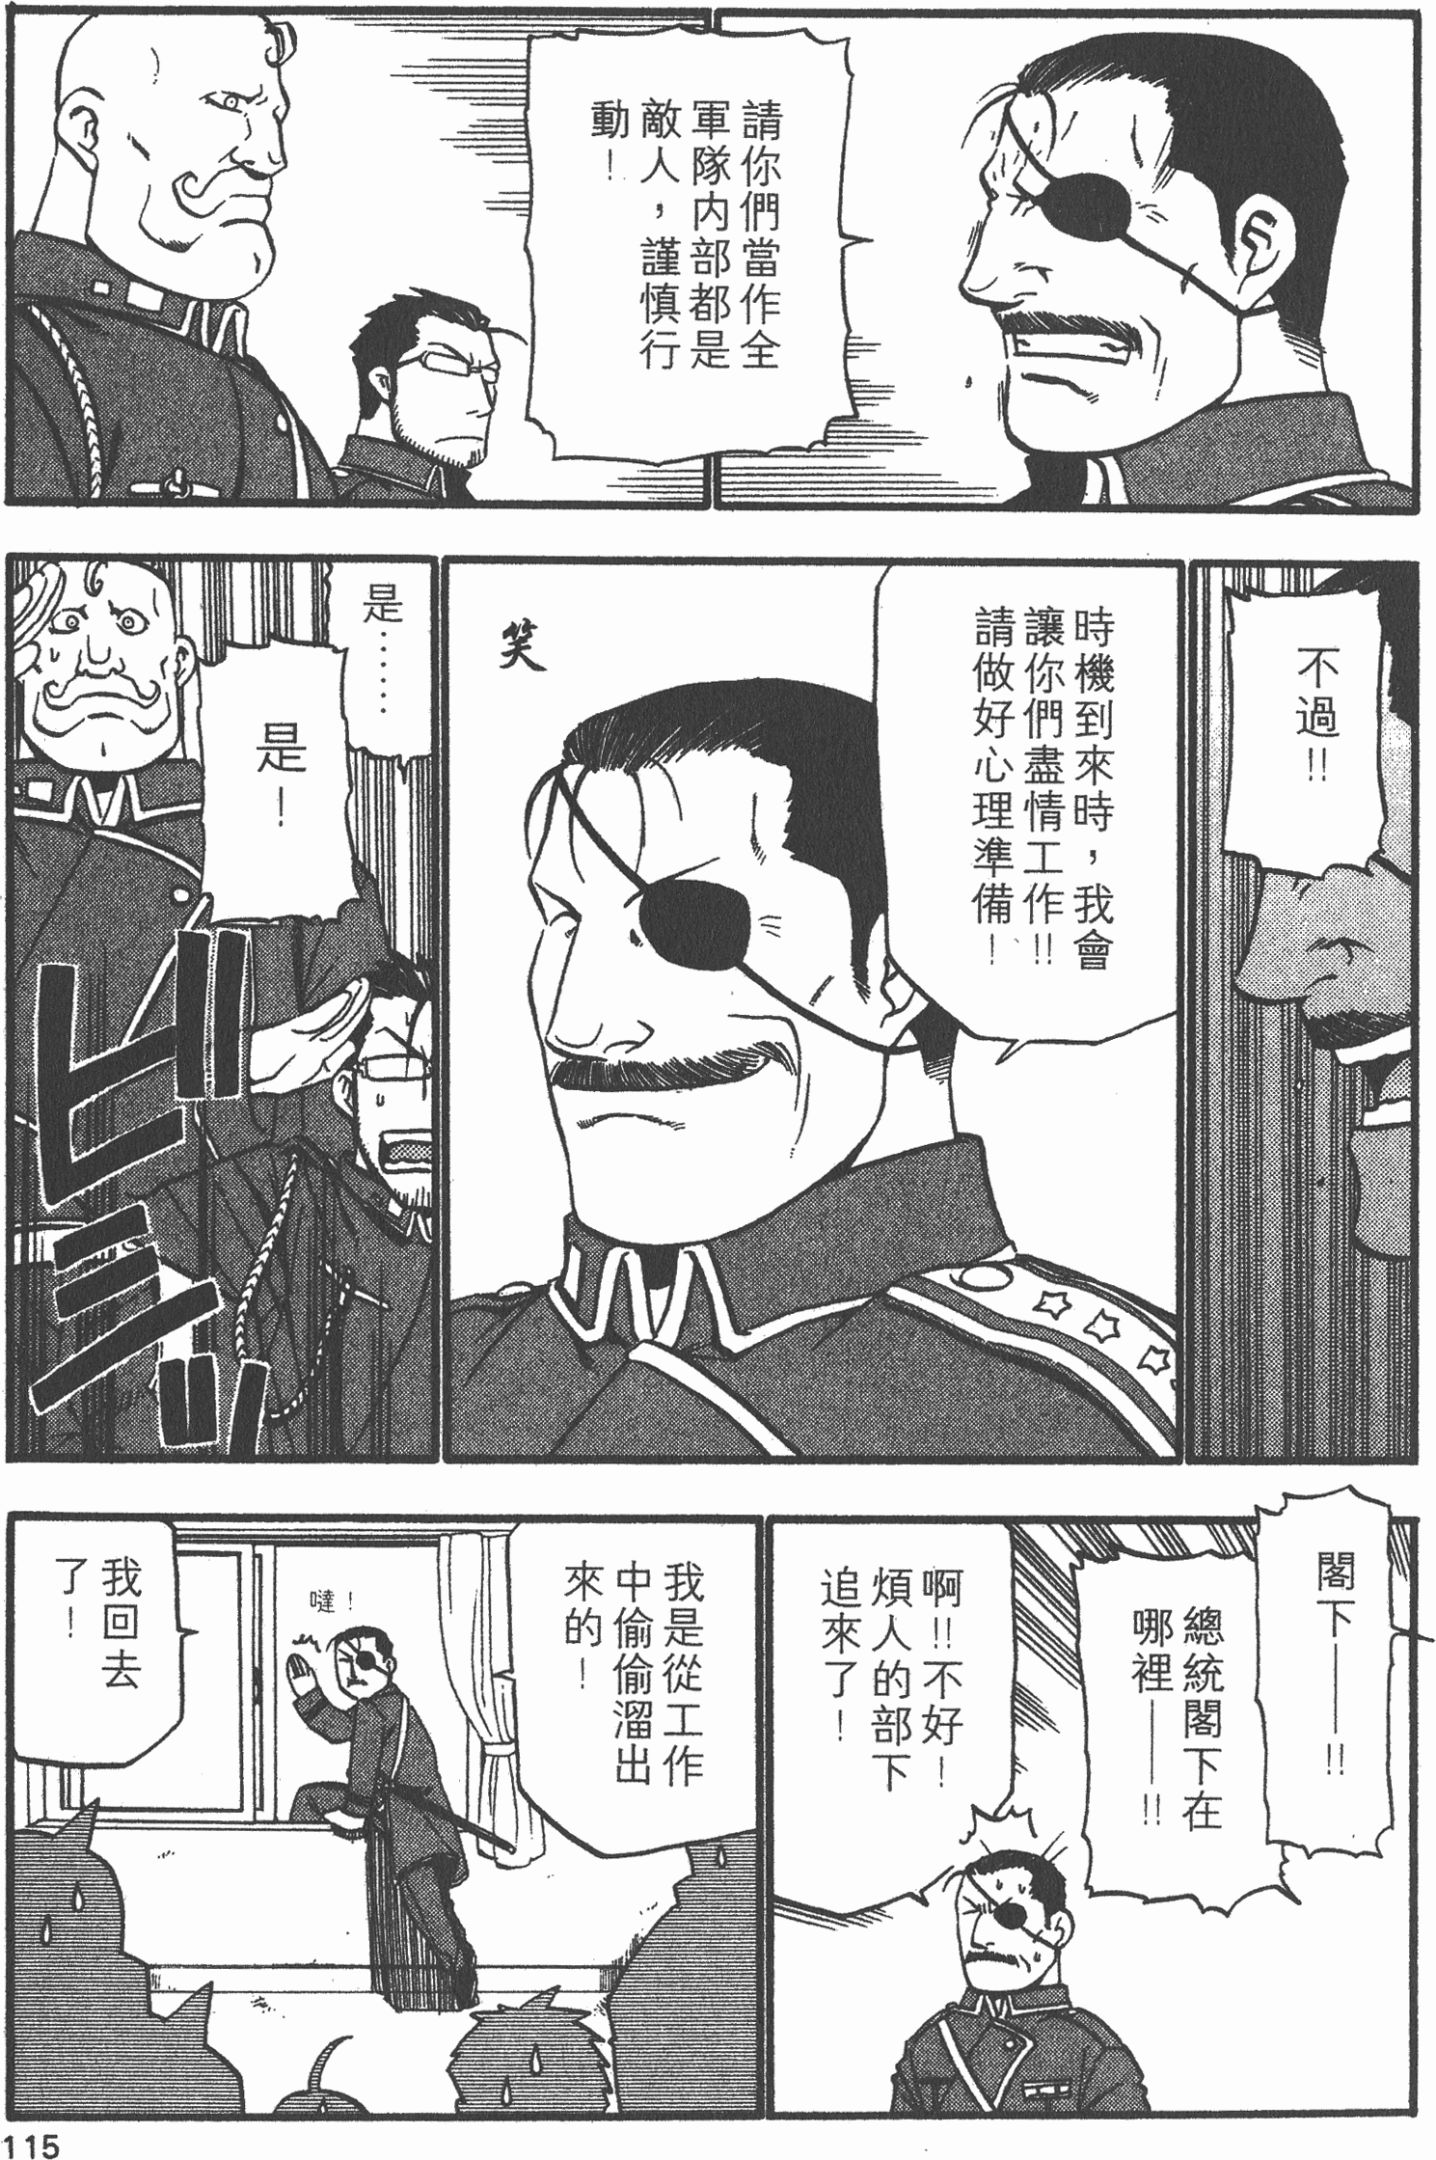 請你們當作全
軍隊內部都是
敵人，謹慎行
動！
不過!!
時機到來時，我會
讓你們盡情工作!!
請做好心理準備！
笑
是……
是！
ビシッ
ビシッ
閣下——!!
總統閣下在
哪裡——!!
啊!!不好！
煩人的部下
追來了！
我是從工作
中偷偷溜出
來的！
噠！
我回去
了！
115